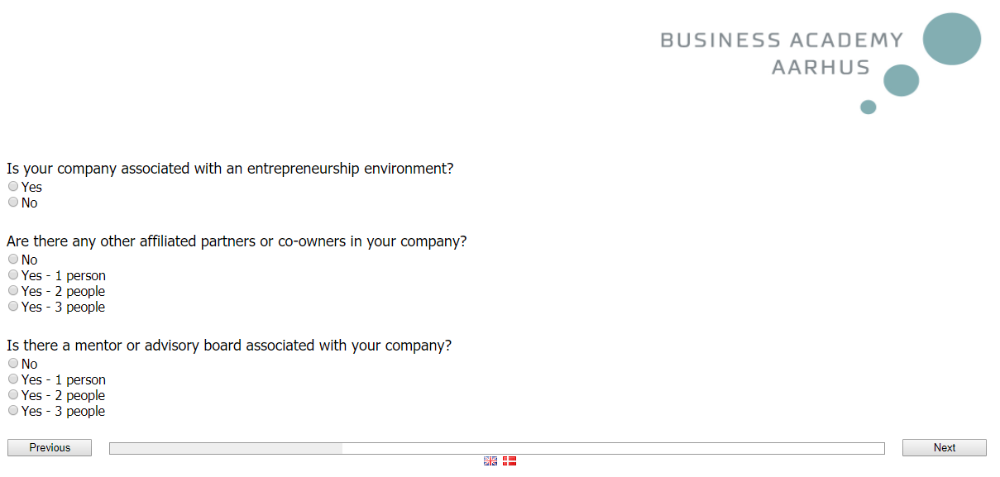 BUSINESS ACADEMY
AARHUS
Is your company associated with an entrepreneurship environment?
Yes
No
Are there any other affiliated partners or co-owners in your company?
No
Yes - 1 person
Yes - 2 people
Yes - 3 people
Is there a mentor or advisory board associated with your company?
No
Yes - 1 person
Yes - 2 people
Yes - 3 people
Previous
Next